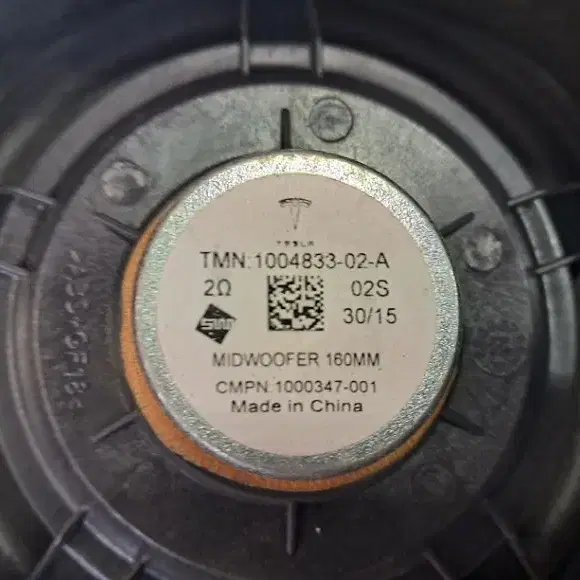 TESLA
TMN:1004833-02-A
2Ω 02S
30/15
MIDWOOFER 160MM
CMPN:1000347-001
Made in China